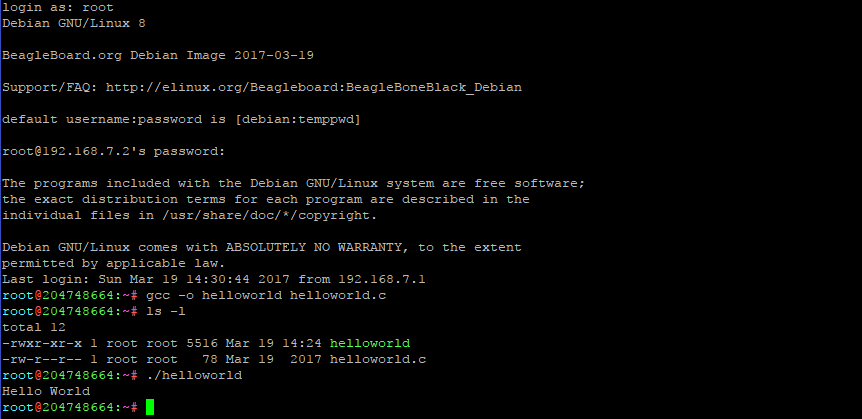 login as: root
Debian GNU/Linux 8
BeagleBoard.org Debian Image 2017-03-19
Support/FAQ: http://elinux.org/Beagleboard:BeagleBoneBlack_Debian
default username:password is [debian:temppwd]
root@192.168.7.2's password:
The programs included with the Debian GNU/Linux system are free software;
the exact distribution terms for each program are described in the
individual files in /usr/share/doc/*/copyright.
Debian GNU/Linux comes with ABSOLUTELY NO WARRANTY, to the extent
permitted by applicable law.
Last login: Sun Mar 19 14:30:44 2017 from 192.168.7.1
root@204748664:~# gcc -o helloworld helloworld.c
root@204748664:~# ls -l
total 12
-rwxr-xr-x 1 root root 5516 Mar 19 14:24 helloworld
-rw-r--r-- 1 root root   78 Mar 19  2017 helloworld.c
root@204748664:~# ./helloworld
Hello World
root@204748664:~#